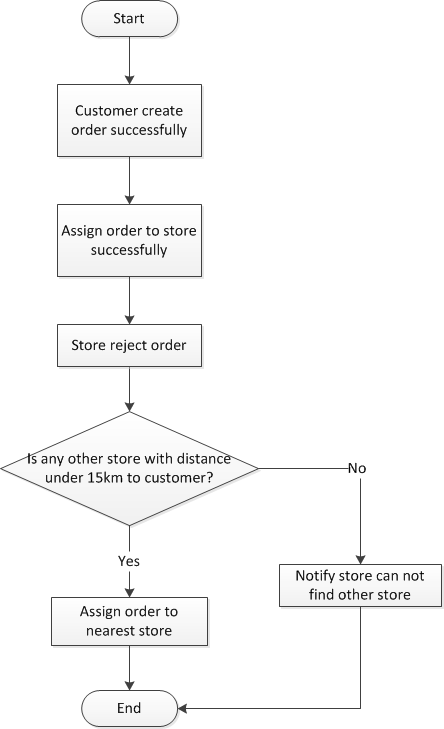 Start
Customer create
order successfully
Assign order to store
successfully
Store reject order
Is any other store with distance
under 15km to customer?
No
Yes
Notify store can not
find other store
Assign order to
nearest store
End